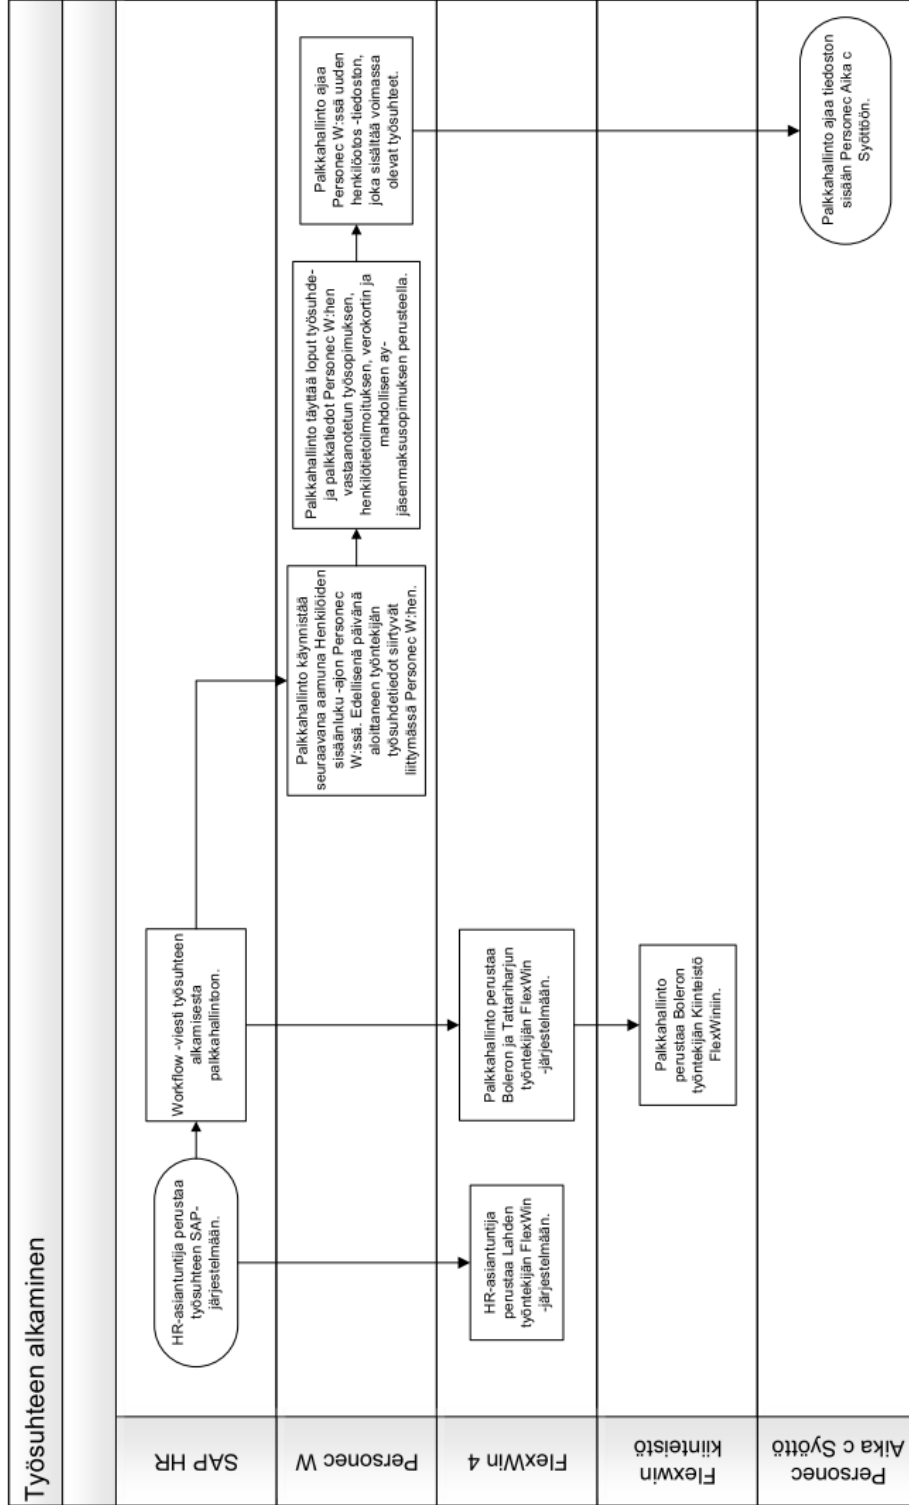 Työsuhteen alkaminen
SAP HR
HR-asiantuntija perustaa
työsuhteen SAP-
järjestelmään.
Workflow -viesti työsuhteen
alkamisesta
palkkahallintoon.
Personec W
Palkkahallinto käynnistää
seuraavana aamuna Henkilöiden
sisäänluku -ajon Personec
W:ssä. Edellisenä päivänä
aloittaneen työntekijän
työsuhdetiedot siirtyvät
liittymässä Personec W:hen.
Palkkahallinto täyttää loput työsuhde-
ja palkkatiedot Personec W:hen
vastaanotetun työsopimuksen,
henkilötietoilmoituksen, verokortin ja
mahdollisen ay-
jäsenmaksusopimuksen perusteella.
Palkkahallinto ajaa
Personec W:ssä uuden
henkilöotos -tiedoston,
joka sisältää voimassa
olevat työsuhteet.
FlexWin 4
HR-asiantuntija
perustaa Lahden
työntekijän FlexWin
-järjestelmään.
Palkkahallinto perustaa
Boleron ja Tattariharjun
työntekijän FlexWin
-järjestelmään.
Flexwin
kiinteistö
Palkkahallinto
perustaa Boleron
työntekijän Kiinteistö
FlexWiniin.
Personec
Aika c Syöttö
Palkkahallinto ajaa tiedoston
sisään Personec Aika c
Syöttöön.